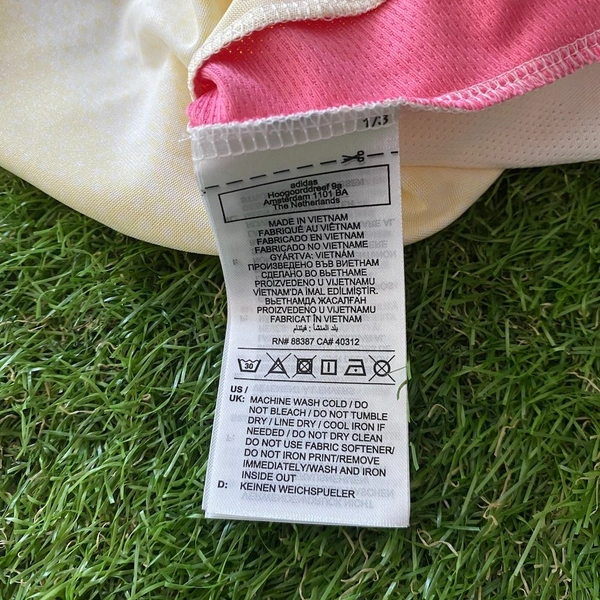 1/3
adidas
Hoogoorddreef 9a
Amsterdam 1101 BA
The Netherlands
MADE IN VIETNAM
FABRIQUÉ AU VIÊTNAM
FABRICADO EN VIETNAM
FABRICADO NO VIETNAME
GYÁRTVA: VIETNÁM
ПРОИЗВЕДЕНО ВЪВ ВИЕТНАМ
СДЕЛАНО ВО ВЬЕТНАМЕ
PROIZVEDENO U VIJETNAMU
VİETNAM'DA İMAL EDİLMİŞTİR.
ВЬЕТНАМДА ЖАСАЛҒАН
PROIZVEDENO U VIJETNAMU
FABRICAT ÎN VIETNAM
بلد المنشأ : فيتنام
RN# 88387 CA# 40312
30
US /
UK: MACHINE WASH COLD / DO
NOT BLEACH / DO NOT TUMBLE
DRY / LINE DRY / COOL IRON IF
NEEDED / DO NOT DRY CLEAN
DO NOT USE FABRIC SOFTENER/
DO NOT IRON PRINT/REMOVE
IMMEDIATELY/WASH AND IRON
INSIDE OUT
D: KEINEN WEICHSPUELER